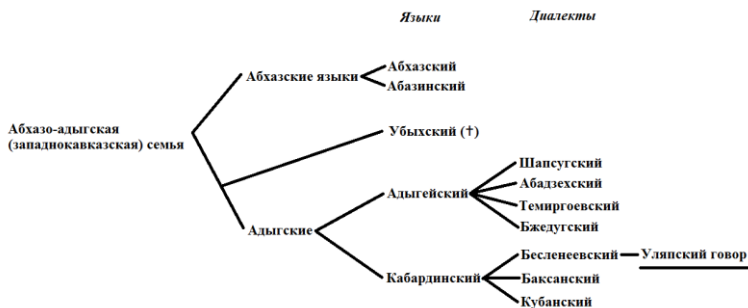 Языки Диалекты
Абхазские языки
Абхазский
Абазинский
Абхазо-адыгская
(западнокавказская) семья
Убыхский (†)
Адыгские
Адыгейский
Шапсугский
Абадзехский
Темиргоевский
Бжедугский
Кабардинский
Бесленеевский
Уляпский говор
Баксанский
Кубанский